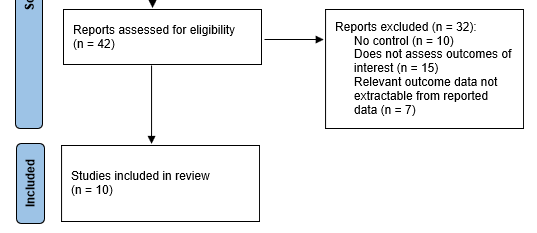 Reports assessed for eligibility
(n = 42)
Reports excluded (n = 32):
No control (n = 10)
Does not assess outcomes of
interest (n = 15)
Relevant outcome data not
extractable from reported
data (n = 7)
Included
Studies included in review
(n = 10)